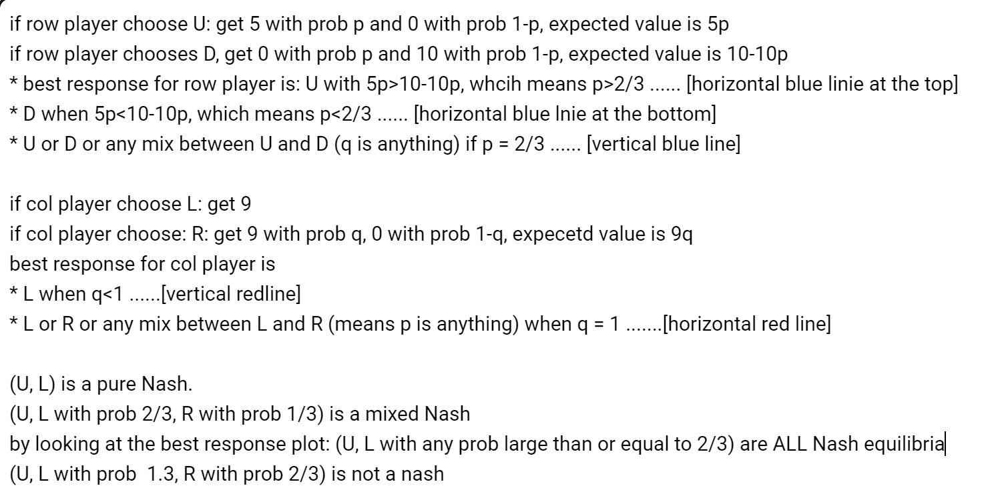 if row player choose U: get 5 with prob p and 0 with prob 1-p, expected value is 5p
if row player chooses D, get 0 with prob p and 10 with prob 1-p, expected value is 10-10p
* best response for row player is: U with 5p>10-10p, whcih means p>2/3 ...... [horizontal blue linie at the top]
* D when 5p<10-10p, which means p<2/3 ...... [horizontal blue lnie at the bottom]
* U or D or any mix between U and D (q is anything) if p = 2/3 ...... [vertical blue line]
if col player choose L: get 9
if col player choose: R: get 9 with prob q, 0 with prob 1-q, expecetd value is 9q
best response for col player is
* L when q<1 ......[vertical redline]
* L or R or any mix between L and R (means p is anything) when q = 1 .......[horizontal red line]
(U, L) is a pure Nash.
(U, L with prob 2/3, R with prob 1/3) is a mixed Nash
by looking at the best response plot: (U, L with any prob large than or equal to 2/3) are ALL Nash equilibria
(U, L with prob  1.3, R with prob 2/3) is not a nash